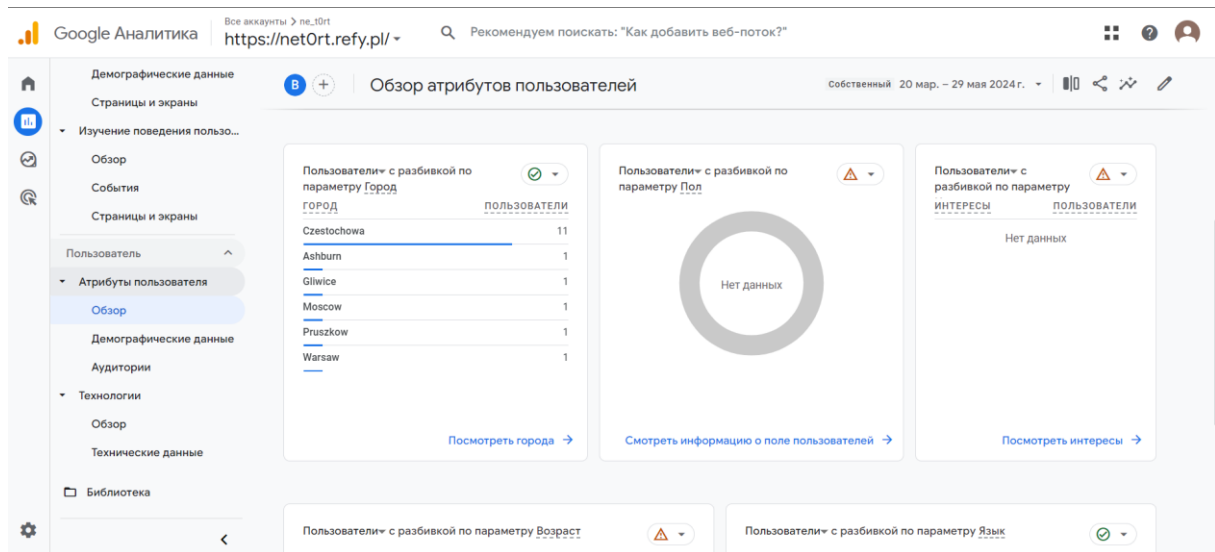 Google Аналитика
Все аккаунты > ne_t0rt
https://net0rt.refy.pl/
Рекомендуем поискать: "Как добавить веб-поток?"
Демографические данные
Страницы и экраны
Изучение поведения пользо...
Обзор
События
Страницы и экраны
Пользователь
Атрибуты пользователя
Обзор
Демографические данные
Аудитории
Технологии
Обзор
Технические данные
Библиотека
B
Обзор атрибутов пользователей
Собственный 20 мар. – 29 мая 2024 г.
Пользователи с разбивкой по
параметру Город
ГОРОД ПОЛЬЗОВАТЕЛИ
Czestochowa 11
Ashburn 1
Gliwice 1
Moscow 1
Pruszkow 1
Warsaw 1
Посмотреть города →
Пользователи с разбивкой по
параметру Пол
Нет данных
Смотреть информацию о поле пользователей →
Пользователи с
разбивкой по параметру
ИНТЕРЕСЫ ПОЛЬЗОВАТЕЛИ
Нет данных
Посмотреть интересы →
Пользователи с разбивкой по параметру Возраст
Пользователи с разбивкой по параметру Язык